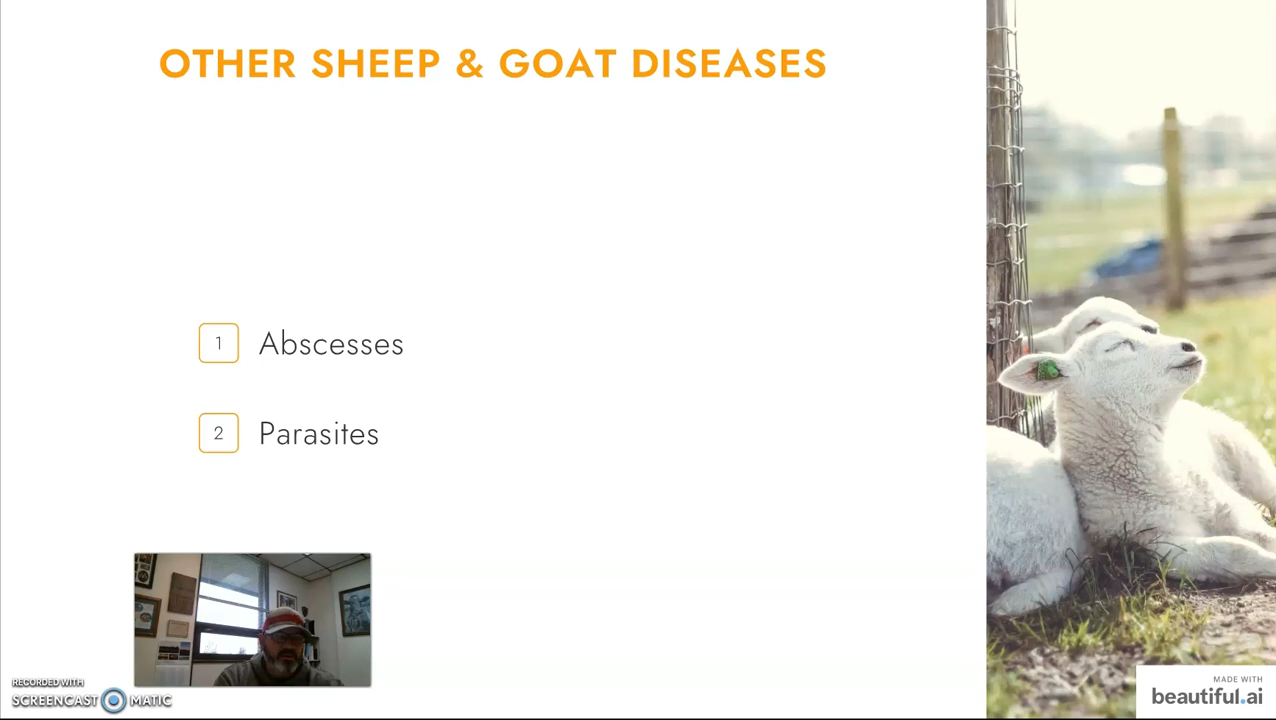 OTHER SHEEP & GOAT DISEASES
1 Abscesses
2 Parasites
RECORDED WITH
SCREENCAST MATIC
MADE WITH
beautiful.ai